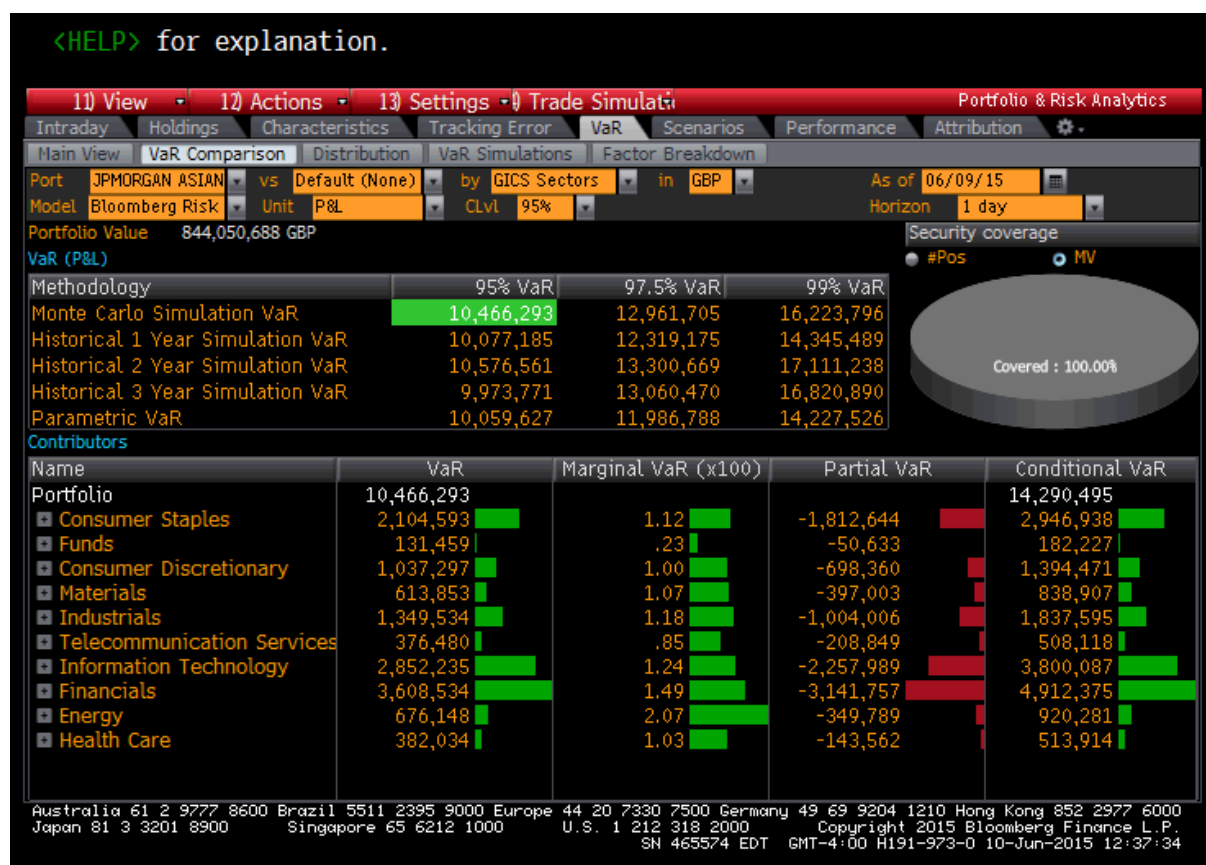 <HELP> for explanation.
11) View 12) Actions 13) Settings Trade Simulati Portfolio & Risk Analytics
Intraday Holdings Characteristics Tracking Error VaR Scenarios Performance Attribution
Main View VaR Comparison Distribution VaR Simulations Factor Breakdown
Port JPMORGAN ASIAN vs Default (None) by GICS Sectors in GBP As of 06/09/15
Model Bloomberg Risk Unit P&L CLvl 95% Horizon 1 day
Portfolio Value 844,050,688 GBP Security coverage
VaR (P&L) #Pos MV
Methodology 95% VaR 97.5% VaR 99% VaR
Monte Carlo Simulation VaR 10,466,293 12,961,705 16,223,796
Historical 1 Year Simulation VaR 10,077,185 12,319,175 14,345,489
Historical 2 Year Simulation VaR 10,576,561 13,300,669 17,111,238 Covered : 100.00%
Historical 3 Year Simulation VaR 9,973,771 13,060,470 16,820,890
Parametric VaR 10,059,627 11,986,788 14,227,526
Contributors
Name VaR Marginal VaR (x100) Partial VaR Conditional VaR
Portfolio 10,466,293 14,290,495
Consumer Staples 2,104,593 1.12 -1,812,644 2,946,938
Funds 131,459 .23 -50,633 182,227
Consumer Discretionary 1,037,297 1.00 -698,360 1,394,471
Materials 613,853 1.07 -397,003 838,907
Industrials 1,349,534 1.18 -1,004,006 1,837,595
Telecommunication Services 376,480 .85 -208,849 508,118
Information Technology 2,852,235 1.24 -2,257,989 3,800,087
Financials 3,608,534 1.49 -3,141,757 4,912,375
Energy 676,148 2.07 -349,789 920,281
Health Care 382,034 1.03 -143,562 513,914
Australia 61 2 9777 8600 Brazil 5511 2395 9000 Europe 44 20 7330 7500 Germany 49 69 9204 1210 Hong Kong 852 2977 6000
Japan 81 3 3201 8900 Singapore 65 6212 1000 U.S. 1 212 318 2000 Copyright 2015 Bloomberg Finance L.P.
SN 465574 EDT GMT-4:00 H191-973-0 10-Jun-2015 12:37:34